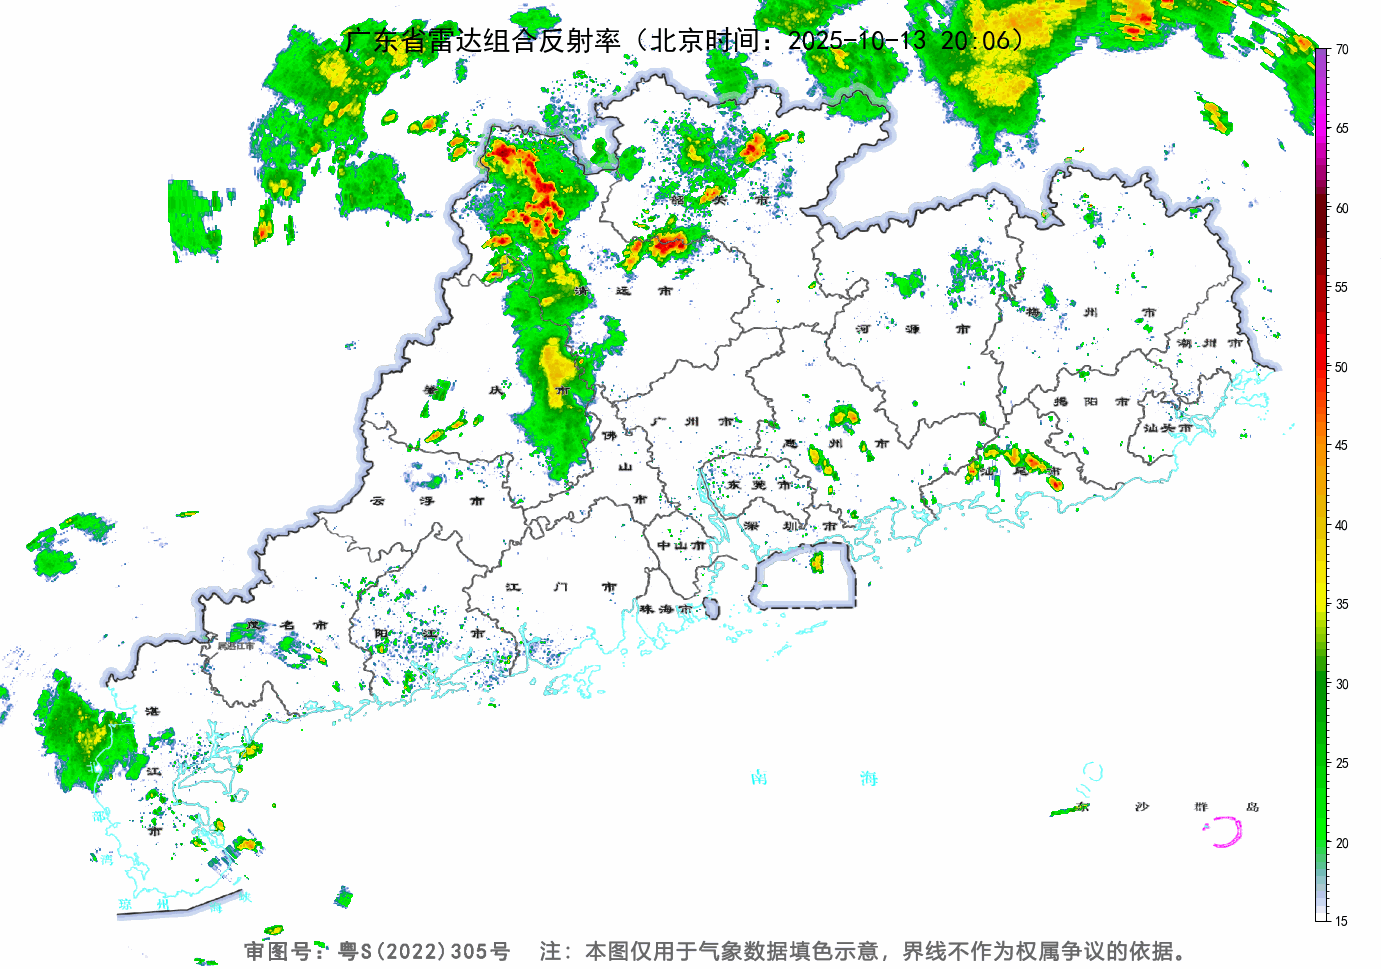 广东省雷达组合反射率（北京时间：2025-10-13 20:06）
70
65
60
55
50
45
40
35
30
25
20
15
韶关市
清远市
河源市
梅州市
潮州市
肇庆市
广州市
惠州市
揭阳市
汕头市
佛山市
云浮市
东莞市
汕尾市
深圳市
中山市
江门市
珠海市
茂名市
阳江市
属湛江市
湛江市
南海
东沙群岛
部湾
琼州海峡
审图号：粤S(2022)305号 注：本图仅用于气象数据填色示意，界线不作为权属争议的依据。